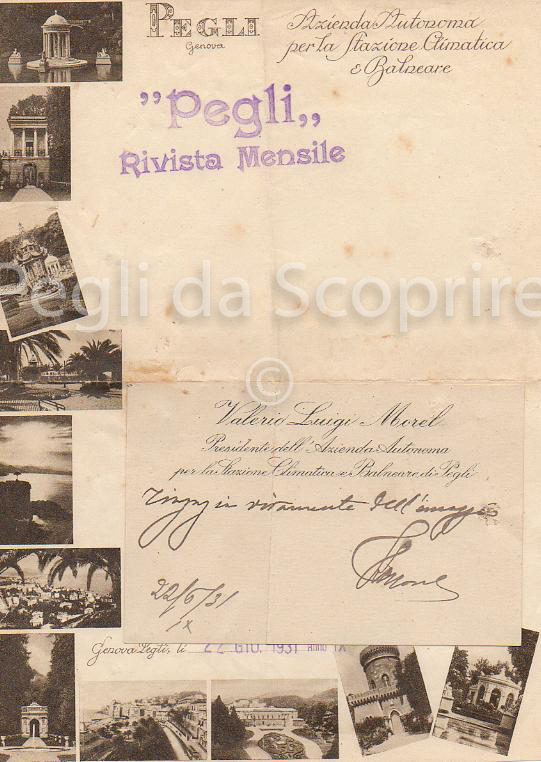 PEGLI
Genova
Azienda Autonoma
per la Stazione Climatica
e Balneare
"Pegli„
Rivista Mensile
Pegli da Scoprire
©
Valerio Luigi Morel
Presidente dell'Azienda Autonoma
per la Stazione Climatica e Balneare di Pegli
ringrazia vivamente dell'omaggio
22/6/31
IX
Genova Pegli, li 22 GIU. 1931 ANNO IX